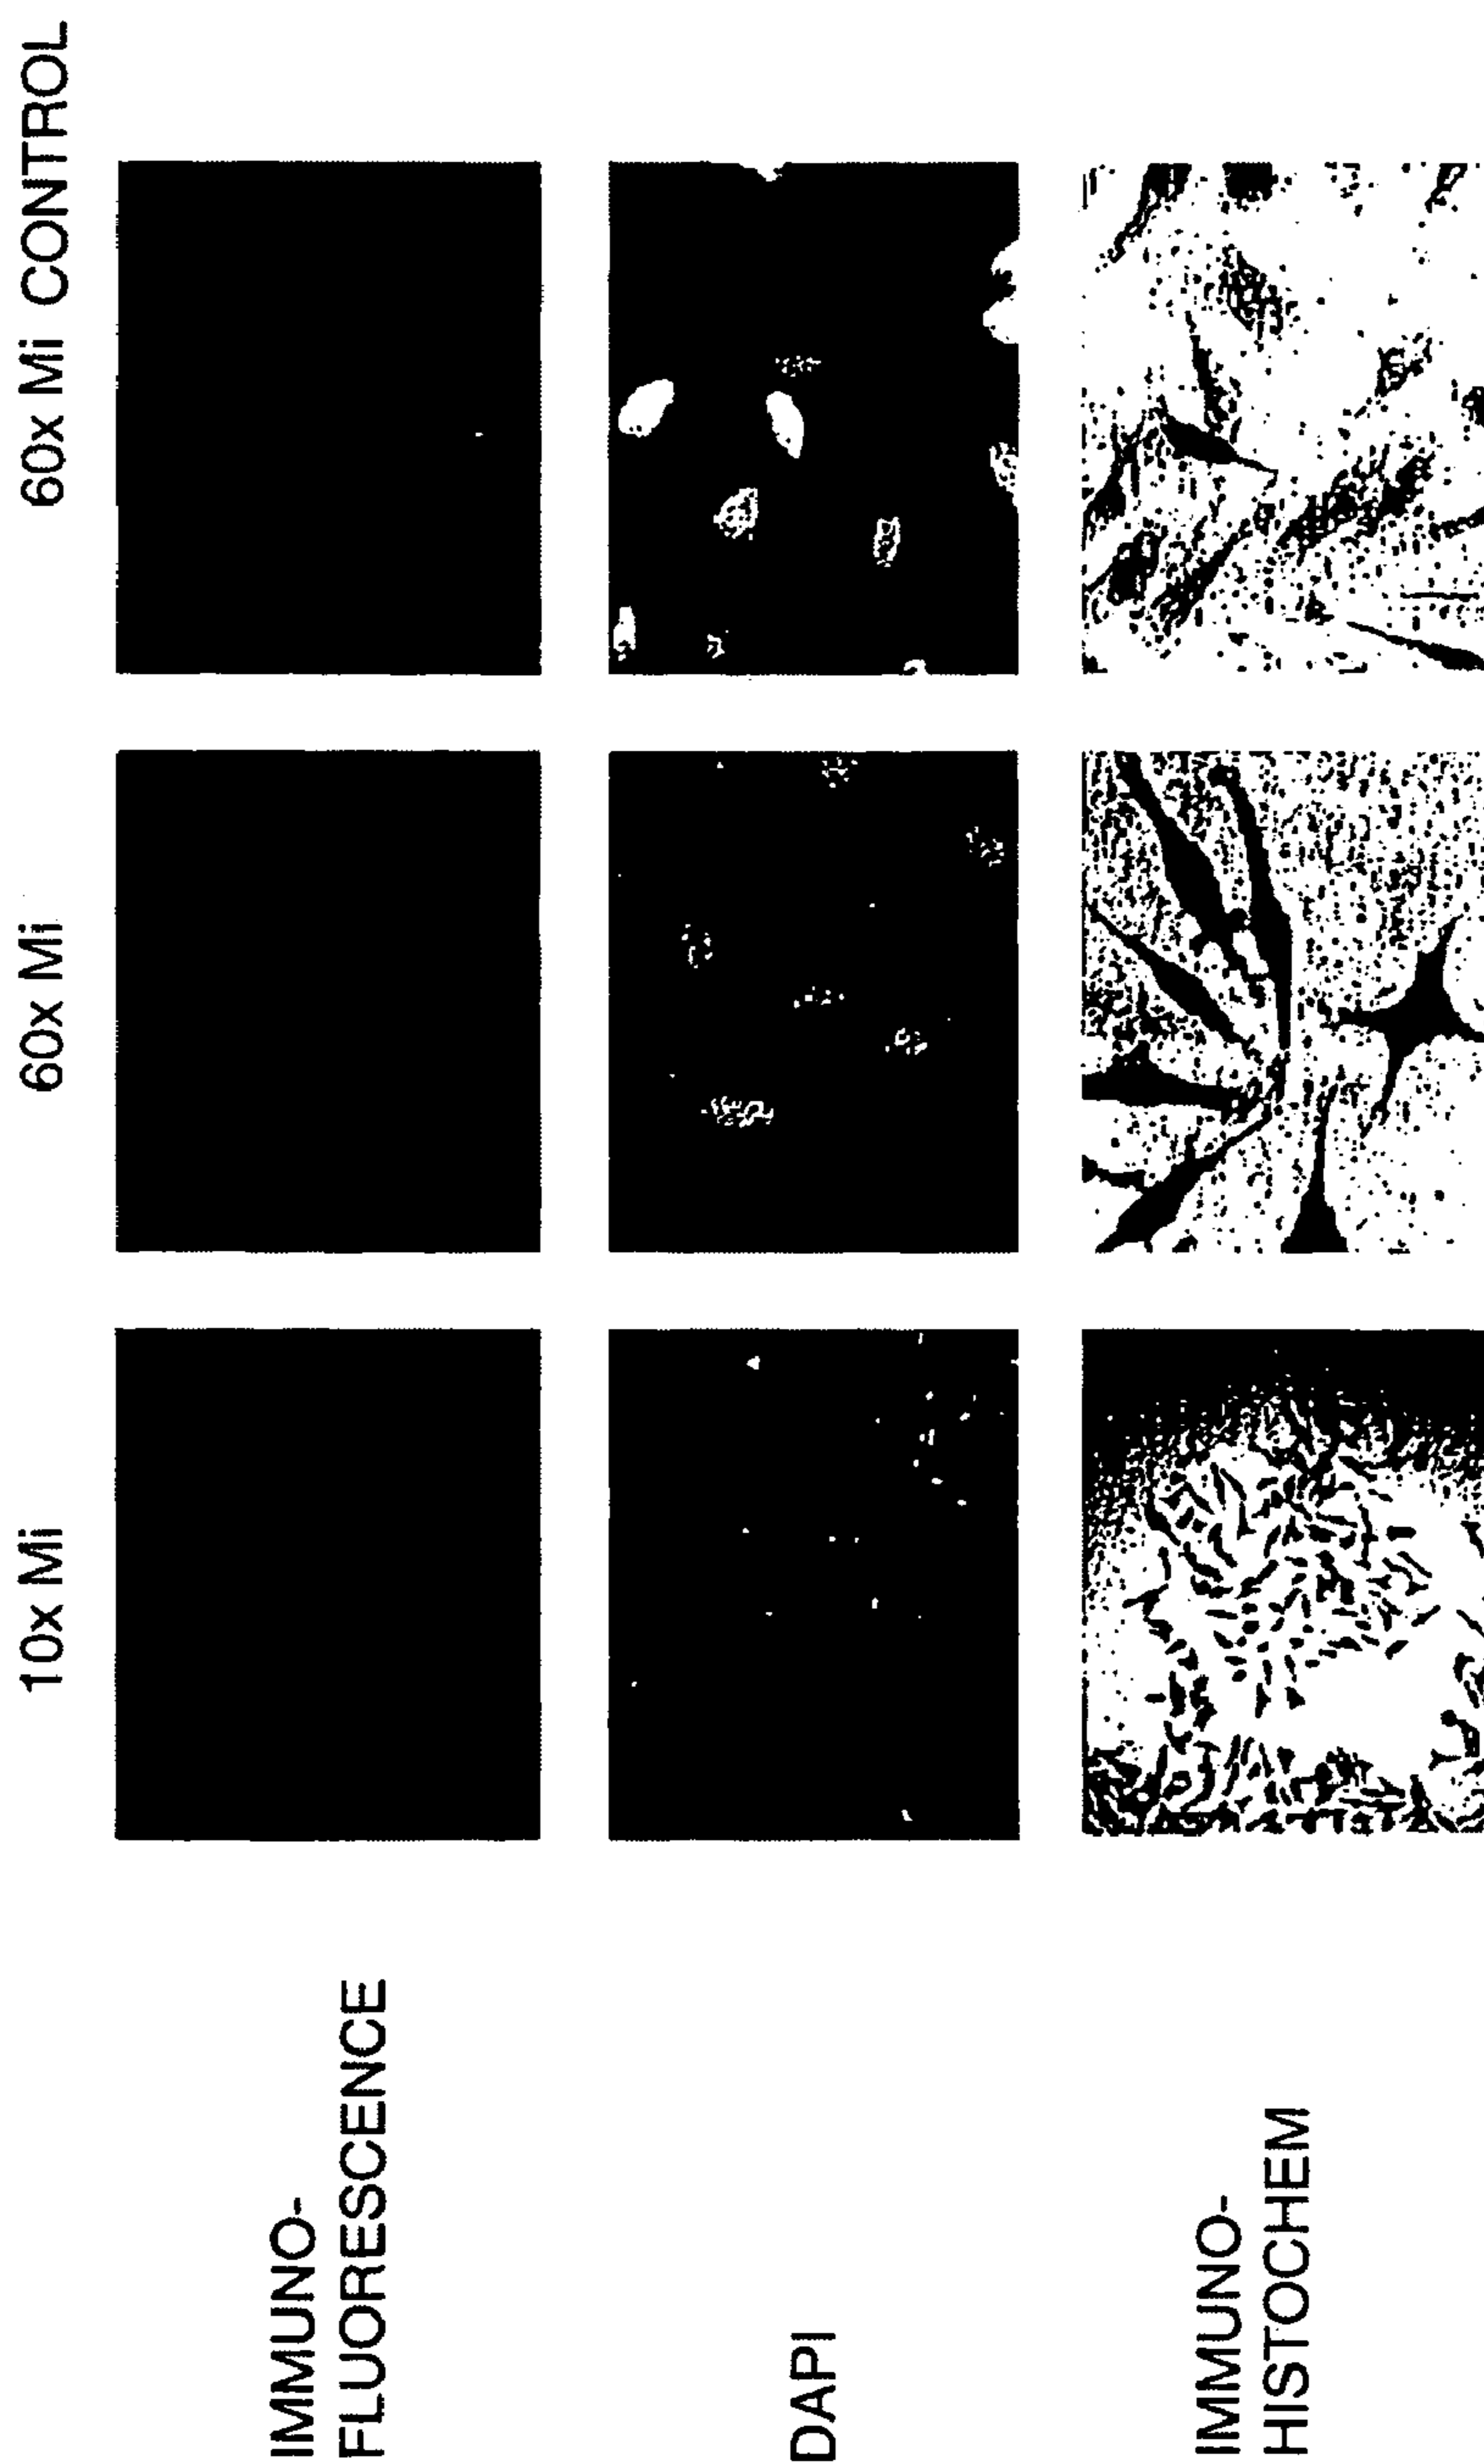 10x Mi
60x Mi
60x Mi CONTROL
IMMUNO-
FLUORESCENCE
DAPI
IMMUNO-
HISTOCHEM